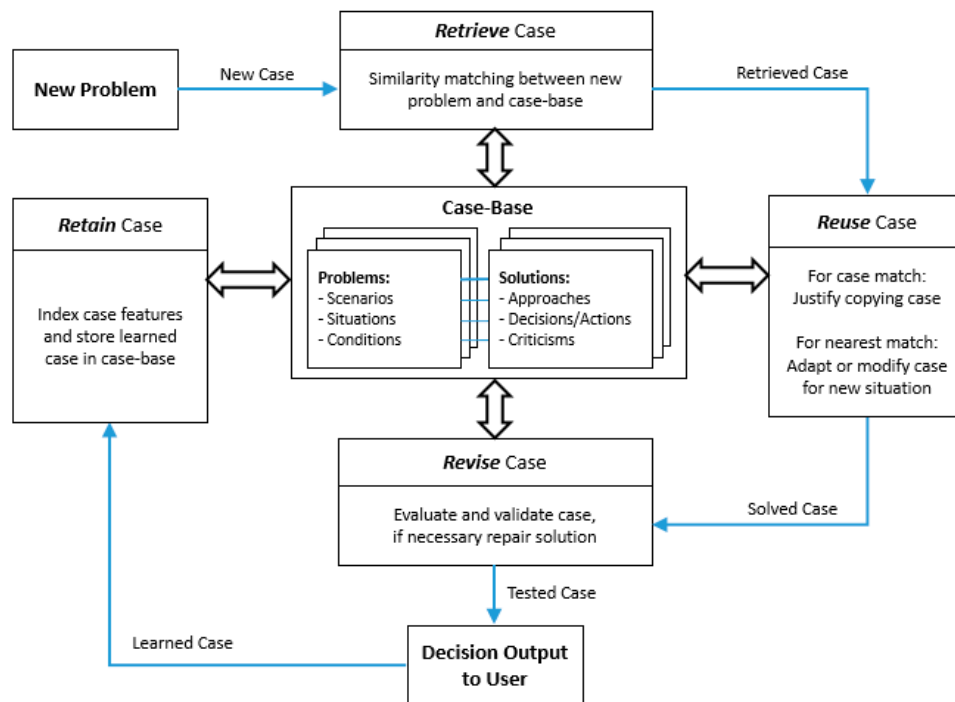 Retrieve Case
Similarity matching between new
problem and case-base
New Problem
New Case
Retrieved Case
Case-Base
Problems:
- Scenarios
- Situations
- Conditions
Solutions:
- Approaches
- Decisions/Actions
- Criticisms
Retain Case
Index case features
and store learned
case in case-base
Reuse Case
For case match:
Justify copying case
For nearest match:
Adapt or modify case
for new situation
Revise Case
Evaluate and validate case,
if necessary repair solution
Solved Case
Tested Case
Learned Case
Decision Output
to User